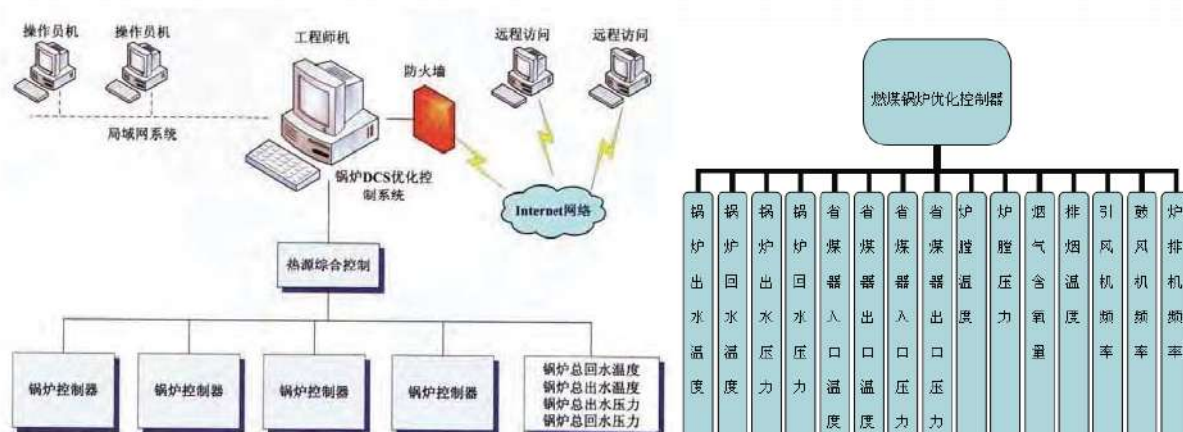 操作员机
操作员机
工程师机
防火墙
远程访问
远程访问
局域网系统
锅炉DCS优化控
制系统
Internet网络
热源综合控制
锅炉控制器
锅炉控制器
锅炉控制器
锅炉控制器
锅炉总回水温度
锅炉总出水温度
锅炉总出水压力
锅炉总回水压力
燃煤锅炉优化控制器
锅炉出水温度
锅炉回水温度
锅炉出水压力
锅炉回水压力
省煤器入口温度
省煤器出口温度
省煤器入口压力
省煤器出口压力
炉膛温度
炉膛压力
烟气含氧量
排烟温度
引风机频率
鼓风机频率
炉排机频率